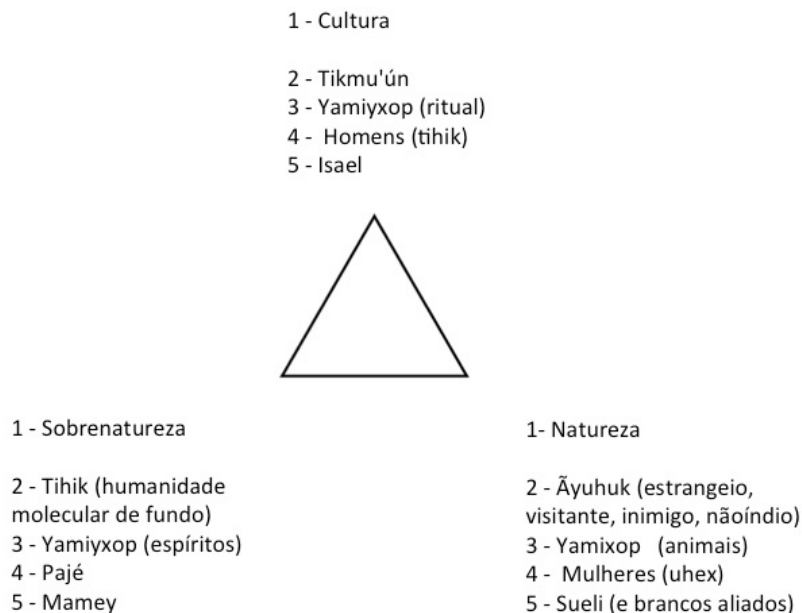 1 - Cultura
2 - Tikmu'ún
3 - Yamiyxop (ritual)
4 -  Homens (tihik)
5 - Isael
1 - Sobrenatureza
2 - Tihik (humanidade
molecular de fundo)
3 - Yamiyxop (espíritos)
4 - Pajé
5 - Mamey
1- Natureza
2 - Ãyuhuk (estrangeio,
visitante, inimigo, nãoíndio)
3 - Yamixop  (animais)
4 -  Mulheres (uhex)
5 - Sueli (e brancos aliados)